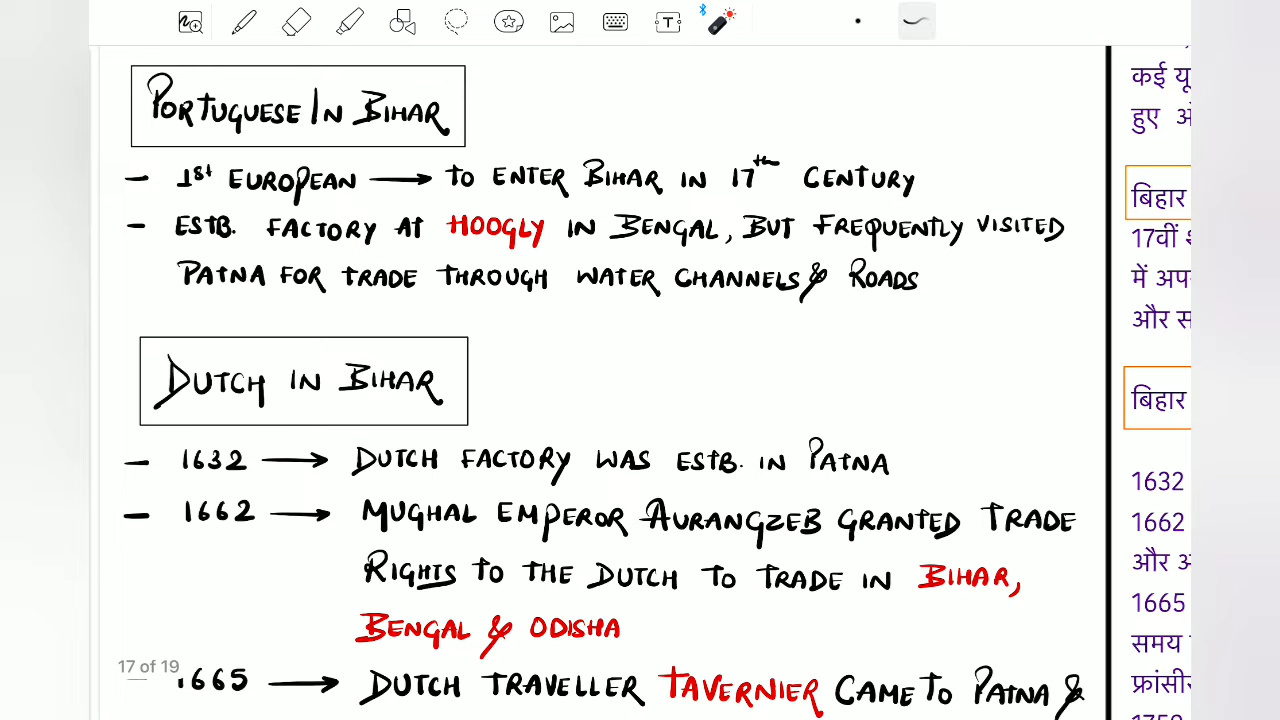 PORTUGUESE IN BIHAR
- 1st EUROPEAN → TO ENTER BIHAR IN 17th CENTURY
- ESTB. FACTORY AT HOOGLY IN BENGAL, BUT FREQUENTLY VISITED
PATNA FOR TRADE THROUGH WATER CHANNELS & ROADS
DUTCH IN BIHAR
- 1632 → DUTCH FACTORY WAS ESTB. IN PATNA
- 1662 → MUGHAL EMPEROR AURANGZEB GRANTED TRADE
RIGHTS TO THE DUTCH TO TRADE IN BIHAR,
BENGAL & ODISHA
17 of 19
1665 → DUTCH TRAVELLER TAVERNIER CAME TO PATNA &
कई यू
हुए
बिहार
17वीं
में अप
और स
बिहार
1632
1662
और अ
1665
समय
फ्रांसीस